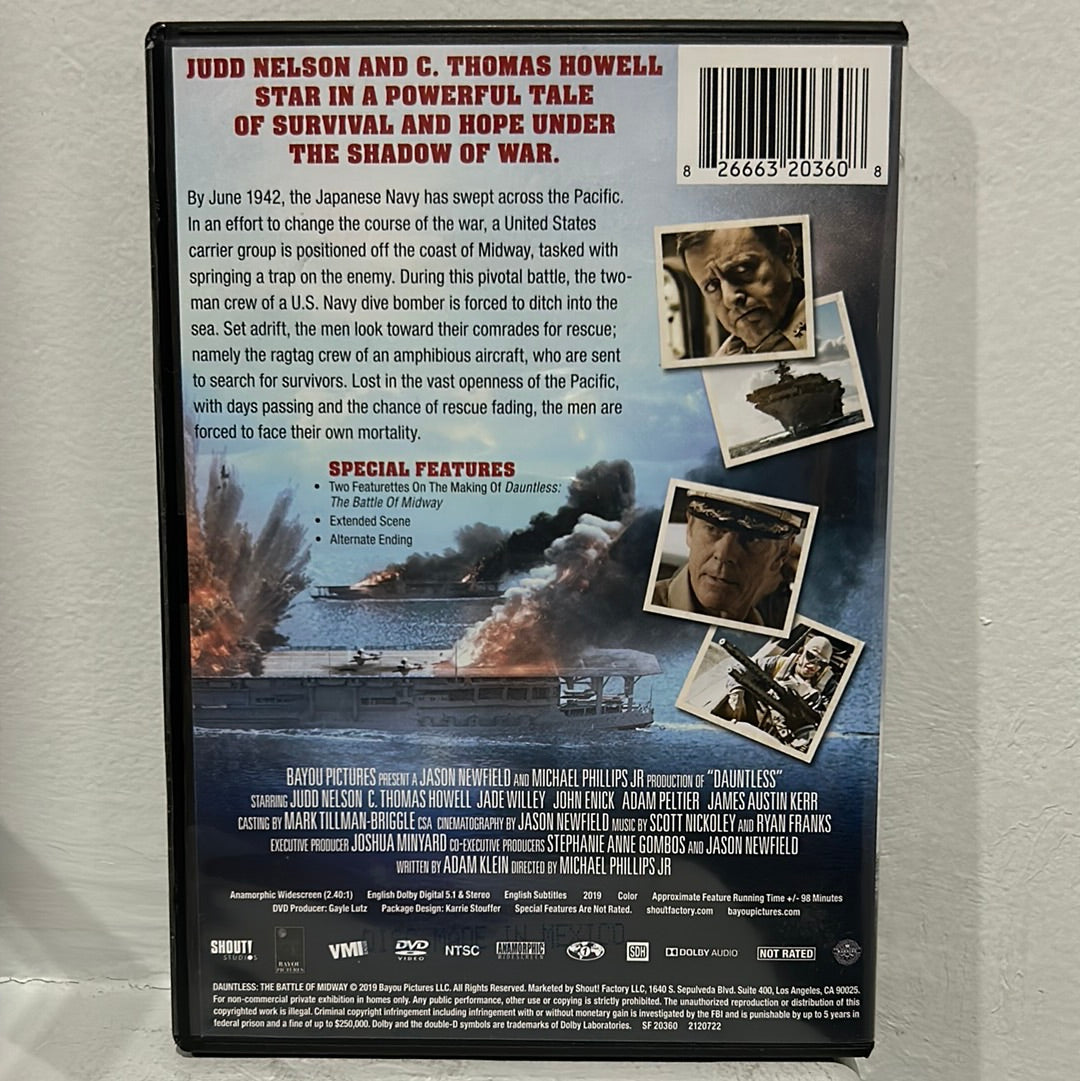 JUDD NELSON AND C. THOMAS HOWELL
STAR IN A POWERFUL TALE
OF SURVIVAL AND HOPE UNDER
THE SHADOW OF WAR.
8 26663 20360 8
By June 1942, the Japanese Navy has swept across the Pacific.
In an effort to change the course of the war, a United States
carrier group is positioned off the coast of Midway, tasked with
springing a trap on the enemy. During this pivotal battle, the two-
man crew of a U.S. Navy dive bomber is forced to ditch into the
sea. Set adrift, the men look toward their comrades for rescue;
namely the ragtag crew of an amphibious aircraft, who are sent
to search for survivors. Lost in the vast openness of the Pacific,
with days passing and the chance of rescue fading, the men are
forced to face their own mortality.
SPECIAL FEATURES
• Two Featurettes On The Making Of Dauntless:
The Battle Of Midway
• Extended Scene
• Alternate Ending
BAYOU PICTURES PRESENT A JASON NEWFIELD AND MICHAEL PHILLIPS JR PRODUCTION OF "DAUNTLESS"
STARRING JUDD NELSON C. THOMAS HOWELL JADE WILLEY JOHN ENICK ADAM PELTIER JAMES AUSTIN KERR
CASTING BY MARK TILLMAN-BRIGGLE CSA CINEMATOGRAPHY BY JASON NEWFIELD MUSIC BY SCOTT NICKOLEY AND RYAN FRANKS
EXECUTIVE PRODUCER JOSHUA MINYARD CO-EXECUTIVE PRODUCERS STEPHANIE ANNE GOMBOS AND JASON NEWFIELD
WRITTEN BY ADAM KLEIN DIRECTED BY MICHAEL PHILLIPS JR
Anamorphic Widescreen (2.40:1) English Dolby Digital 5.1 & Stereo English Subtitles 2019 Color Approximate Feature Running Time +/- 98 Minutes
DVD Producer: Gayle Lutz Package Design: Karrie Stouffer Special Features Are Not Rated. shoutfactory.com bayoupictures.com
DISC MADE IN MEXICO
SHOUT! STUDIOS BAYOU PICTURES VMI DVD VIDEO NTSC ANAMORPHIC WIDESCREEN 1 SDH DOLBY AUDIO NOT RATED
DAUNTLESS: THE BATTLE OF MIDWAY © 2019 Bayou Pictures LLC. All Rights Reserved. Marketed by Shout! Factory LLC, 1640 S. Sepulveda Blvd. Suite 400, Los Angeles, CA 90025.
For non-commercial private exhibition in homes only. Any public performance, other use or copying is strictly prohibited. The unauthorized reproduction or distribution of this
copyrighted work is illegal. Criminal copyright infringement including infringement with or without monetary gain is investigated by the FBI and is punishable by up to 5 years in
federal prison and a fine of up to $250,000. Dolby and the double-D symbols are trademarks of Dolby Laboratories. SF 20360 2120722